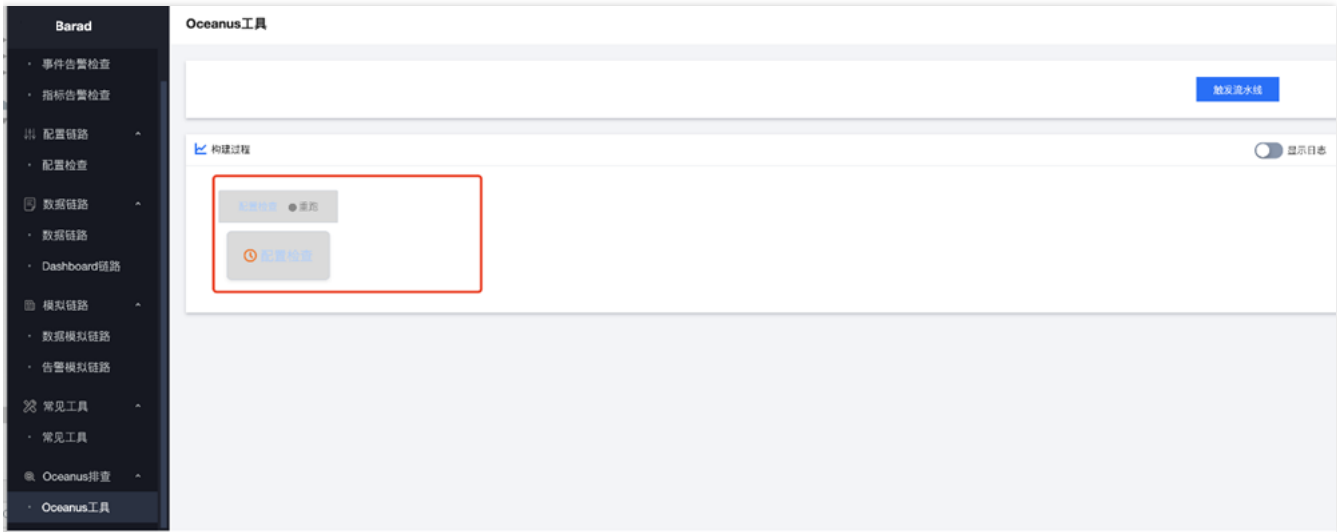 Barad
事件告警检查
指标告警检查
配置链路
配置检查
数据链路
数据链路
Dashboard链路
模拟链路
数据模拟链路
告警模拟链路
常见工具
常见工具
Oceanus排查
Oceanus工具
Oceanus工具
触发流水线
构建过程
显示日志
配置检查 重跑
配置检查